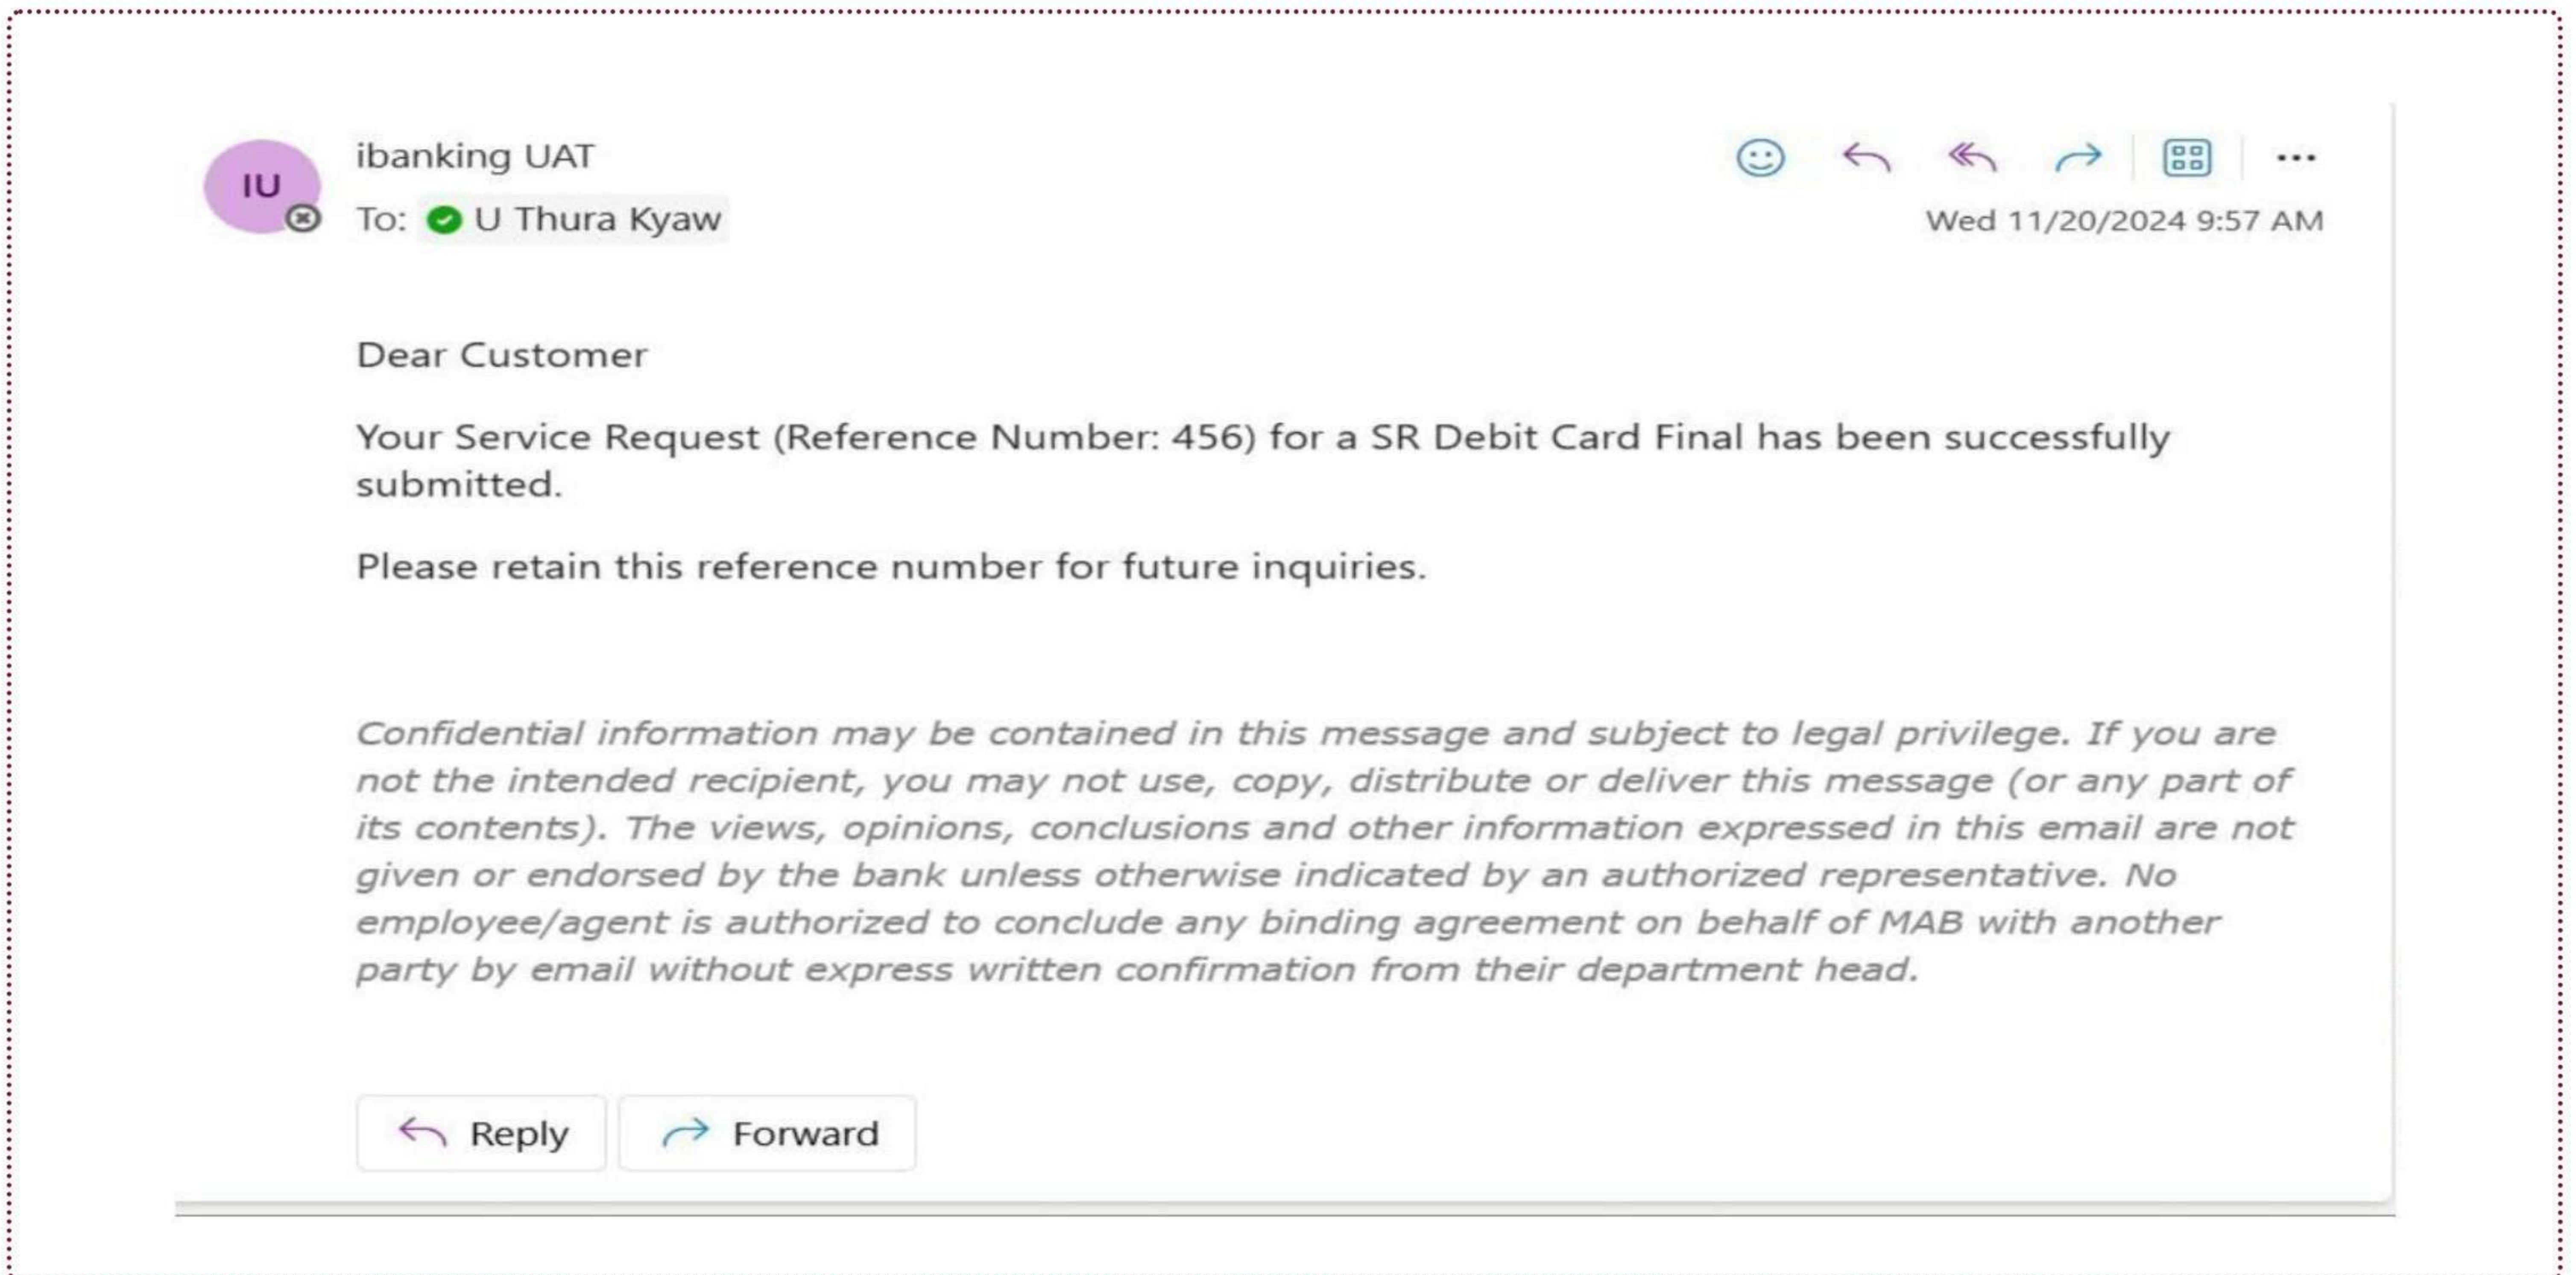 IU
ibanking UAT
To: U Thura Kyaw
Wed 11/20/2024 9:57 AM
Dear Customer
Your Service Request (Reference Number: 456) for a SR Debit Card Final has been successfully
submitted.
Please retain this reference number for future inquiries.
Confidential information may be contained in this message and subject to legal privilege. If you are
not the intended recipient, you may not use, copy, distribute or deliver this message (or any part of
its contents). The views, opinions, conclusions and other information expressed in this email are not
given or endorsed by the bank unless otherwise indicated by an authorized representative. No
employee/agent is authorized to conclude any binding agreement on behalf of MAB with another
party by email without express written confirmation from their department head.
Reply
Forward